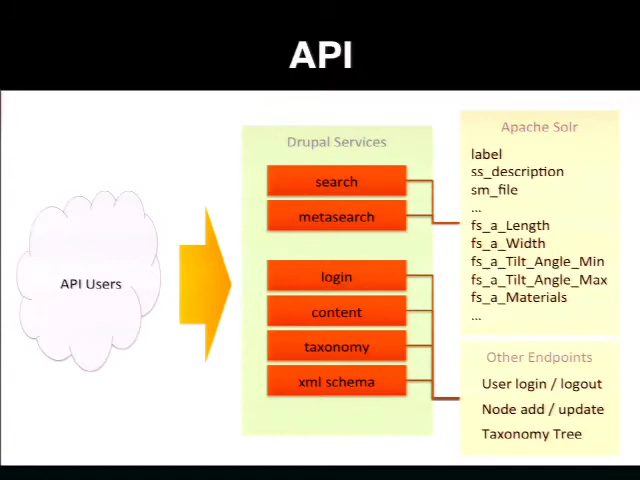 API
API Users
Drupal Services
search
metasearch
login
content
taxonomy
xml schema
Apache Solr
label
ss_description
sm_file
...
fs_a_Length
fs_a_Width
fs_a_Tilt_Angle_Min
fs_a_Tilt_Angle_Max
fs_a_Materials
...
Other Endpoints
User login / logout
Node add / update
Taxonomy Tree